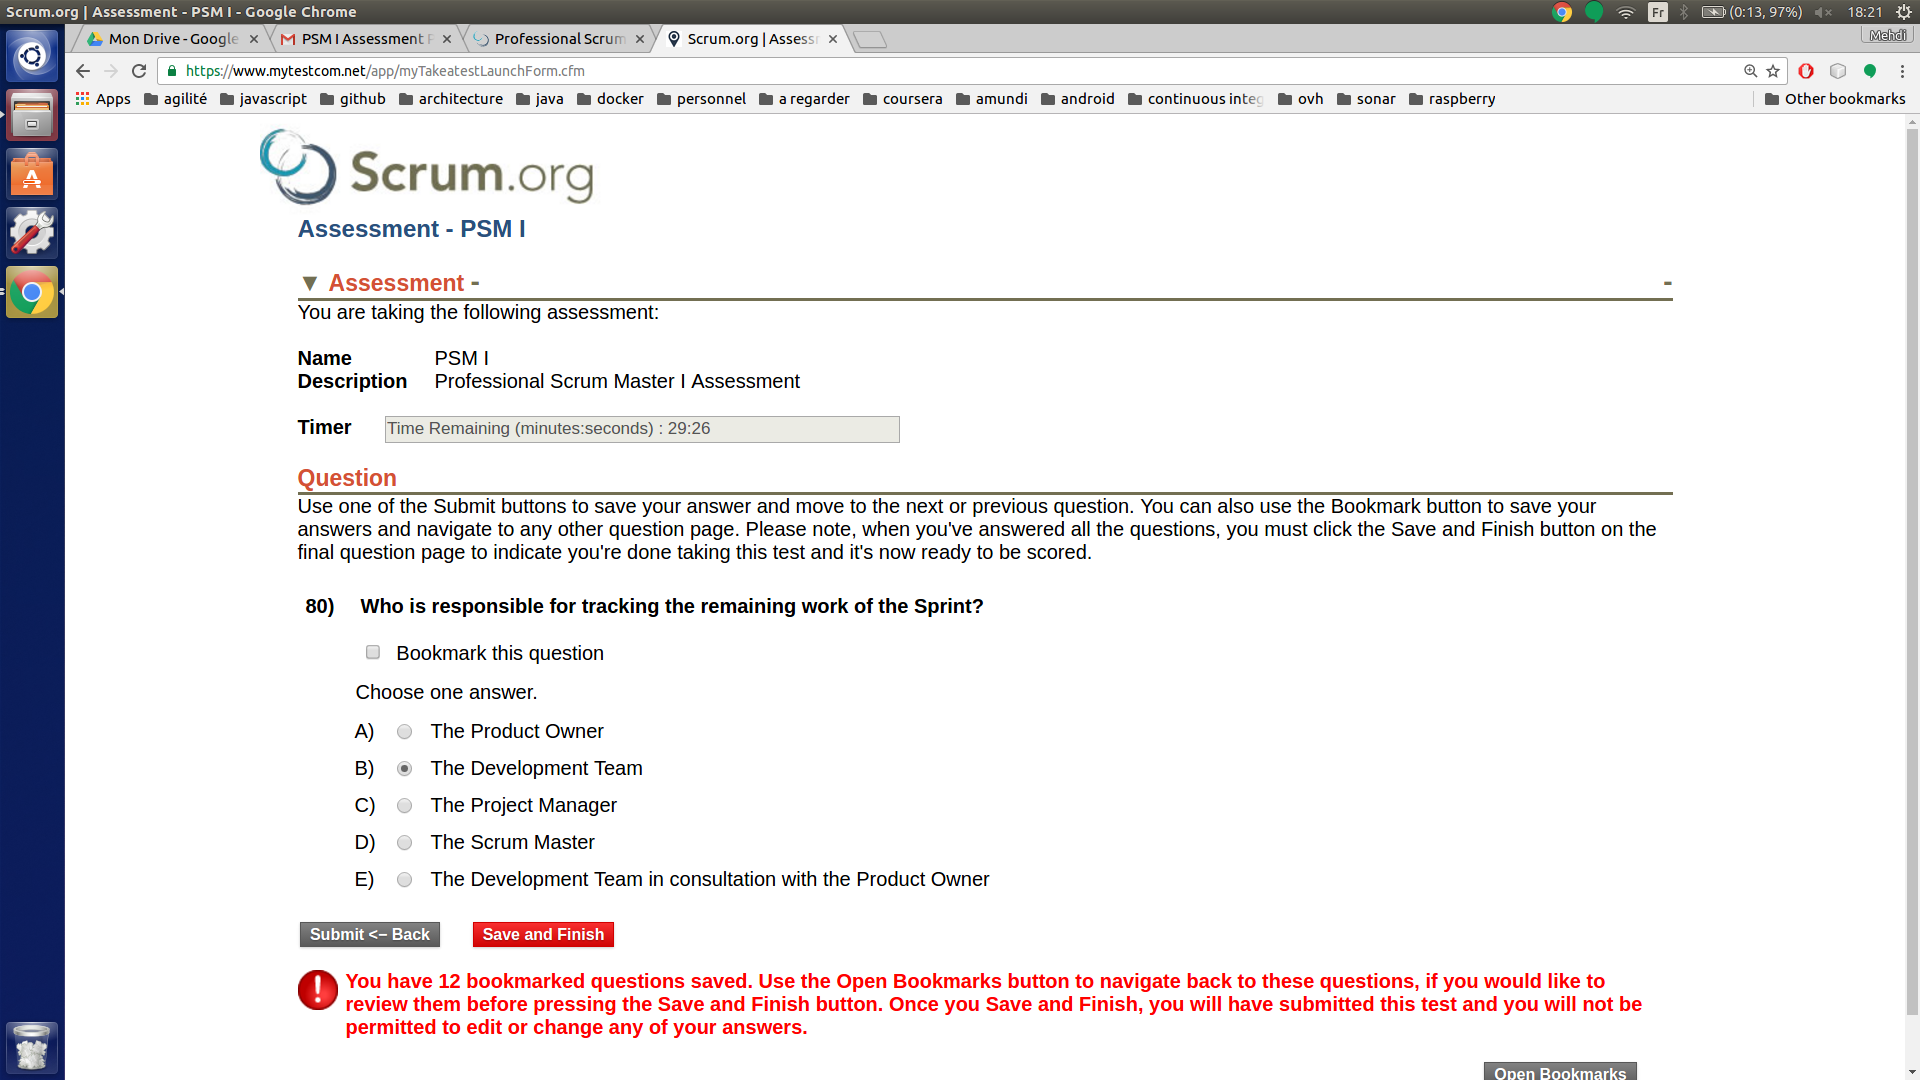 Scrum.org | Assessment - PSM I - Google Chrome
Fr
(0:13, 97%)
18:21
Mon Drive - Google
PSM I Assessment
Professional Scrum
Scrum.org | Assess
Mehdi
https://www.mytestcom.net/app/myTakeatestLaunchForm.cfm
Apps agilité javascript github architecture java docker personnel a regarder coursera amundi android continuous integ ovh sonar raspberry Other bookmarks
Scrum.org
Assessment - PSM I
▼ Assessment - -
You are taking the following assessment:
Name PSM I
Description Professional Scrum Master I Assessment
Timer Time Remaining (minutes:seconds) : 29:26
Question
Use one of the Submit buttons to save your answer and move to the next or previous question. You can also use the Bookmark button to save your
answers and navigate to any other question page. Please note, when you've answered all the questions, you must click the Save and Finish button on the
final question page to indicate you're done taking this test and it's now ready to be scored.
80) Who is responsible for tracking the remaining work of the Sprint?
Bookmark this question
Choose one answer.
A) The Product Owner
B) The Development Team
C) The Project Manager
D) The Scrum Master
E) The Development Team in consultation with the Product Owner
Submit <– Back Save and Finish
You have 12 bookmarked questions saved. Use the Open Bookmarks button to navigate back to these questions, if you would like to
review them before pressing the Save and Finish button. Once you Save and Finish, you will have submitted this test and you will not be
permitted to edit or change any of your answers.
Open Bookmarks